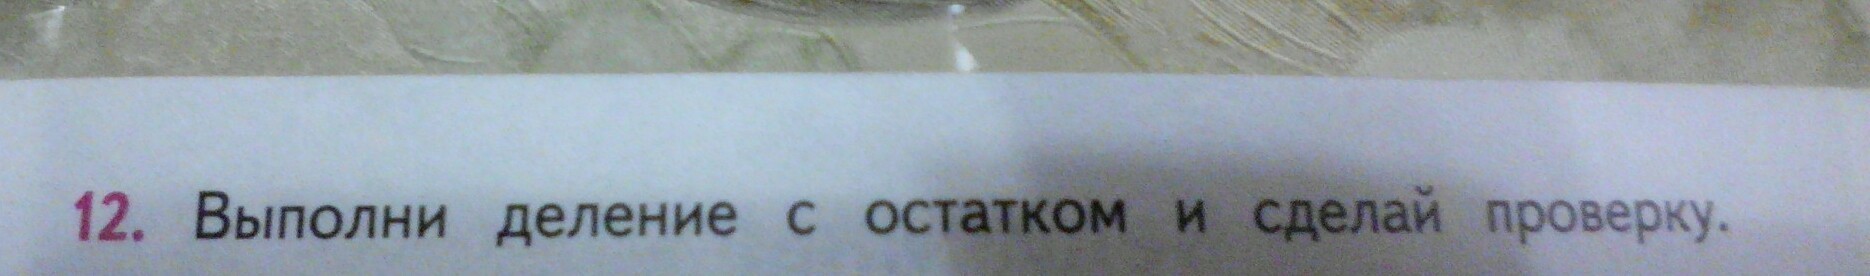 12. Выполни деление с остатком и сделай проверку.